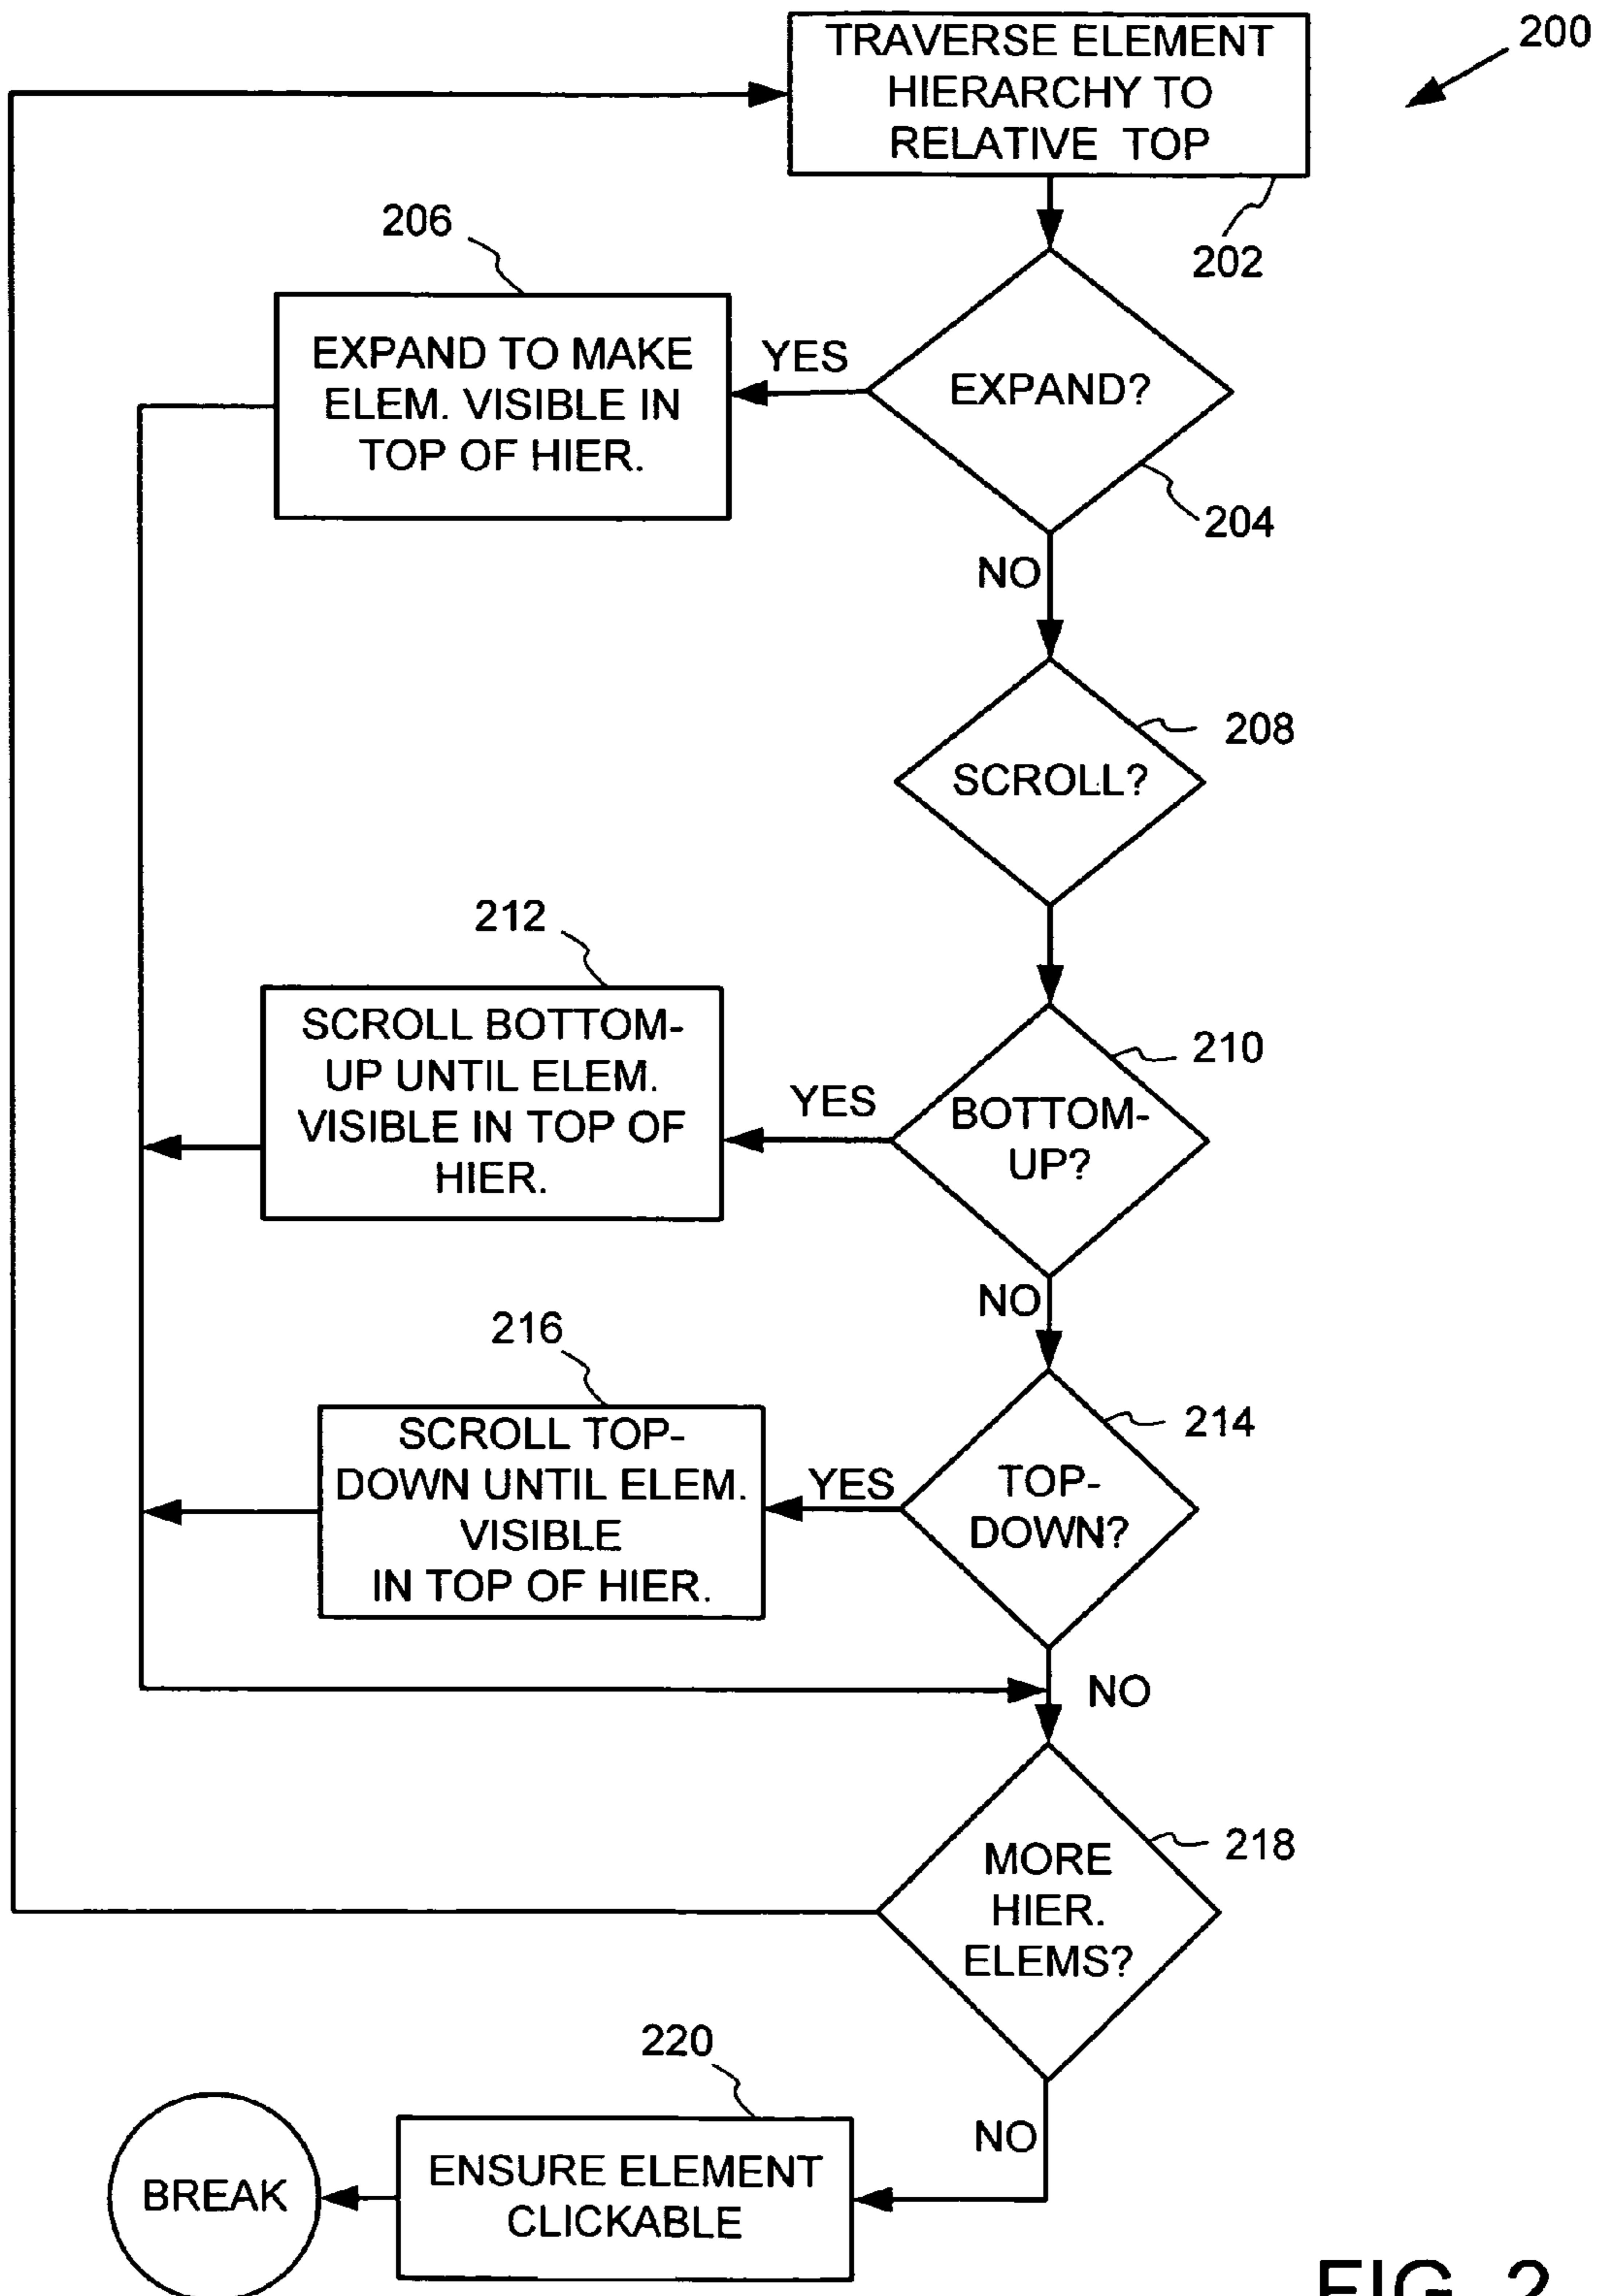 200
TRAVERSE ELEMENT
HIERARCHY TO
RELATIVE TOP
202
206
EXPAND TO MAKE
ELEM. VISIBLE IN
TOP OF HIER.
YES
EXPAND?
204
NO
208
SCROLL?
212
SCROLL BOTTOM-
UP UNTIL ELEM.
VISIBLE IN TOP OF
HIER.
YES
210
BOTTOM-
UP?
NO
216
SCROLL TOP-
DOWN UNTIL ELEM.
VISIBLE
IN TOP OF HIER.
YES
214
TOP-
DOWN?
NO
218
MORE
HIER.
ELEMS?
220
NO
ENSURE ELEMENT
CLICKABLE
BREAK
FIG. 2